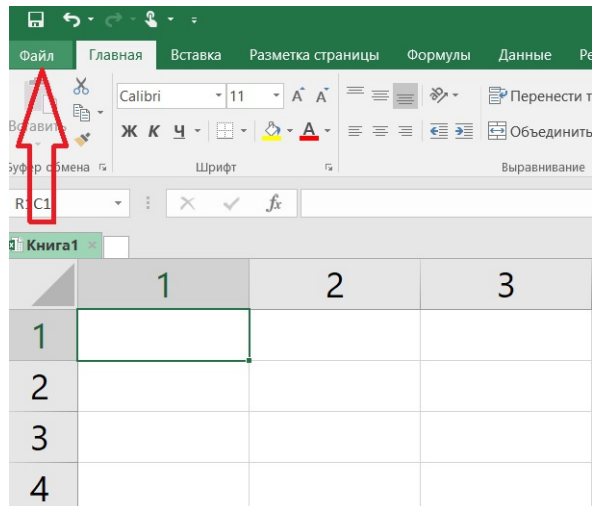 Файл Главная Вставка Разметка страницы Формулы Данные
Calibri 11 A A Перенести т
Вставить Ж К Ч А Объединить
Буфер обмена Шрифт Выравнивание
R1C1 fx
Книга1
1 2 3
1
2
3
4